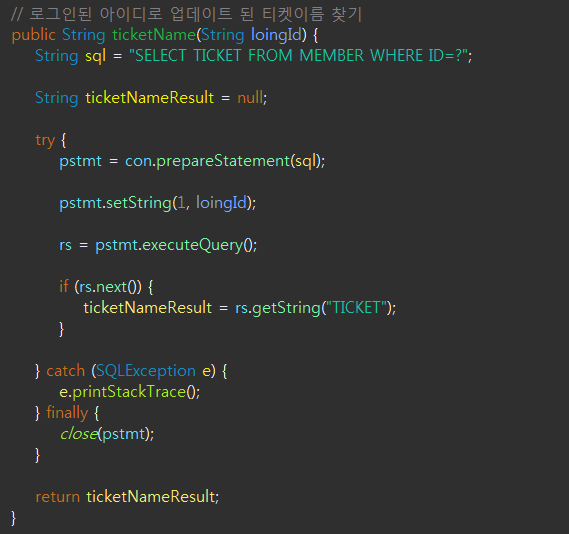 // 로그인된 아이디로 업데이트 된 티켓이름 찾기
public String ticketName(String loingId) {
String sql = "SELECT TICKET FROM MEMBER WHERE ID=?";
String ticketNameResult = null;
try {
pstmt = con.prepareStatement(sql);
pstmt.setString(1, loingId);
rs = pstmt.executeQuery();
if (rs.next()) {
ticketNameResult = rs.getString("TICKET");
}
} catch (SQLException e) {
e.printStackTrace();
} finally {
close(pstmt);
}
return ticketNameResult;
}